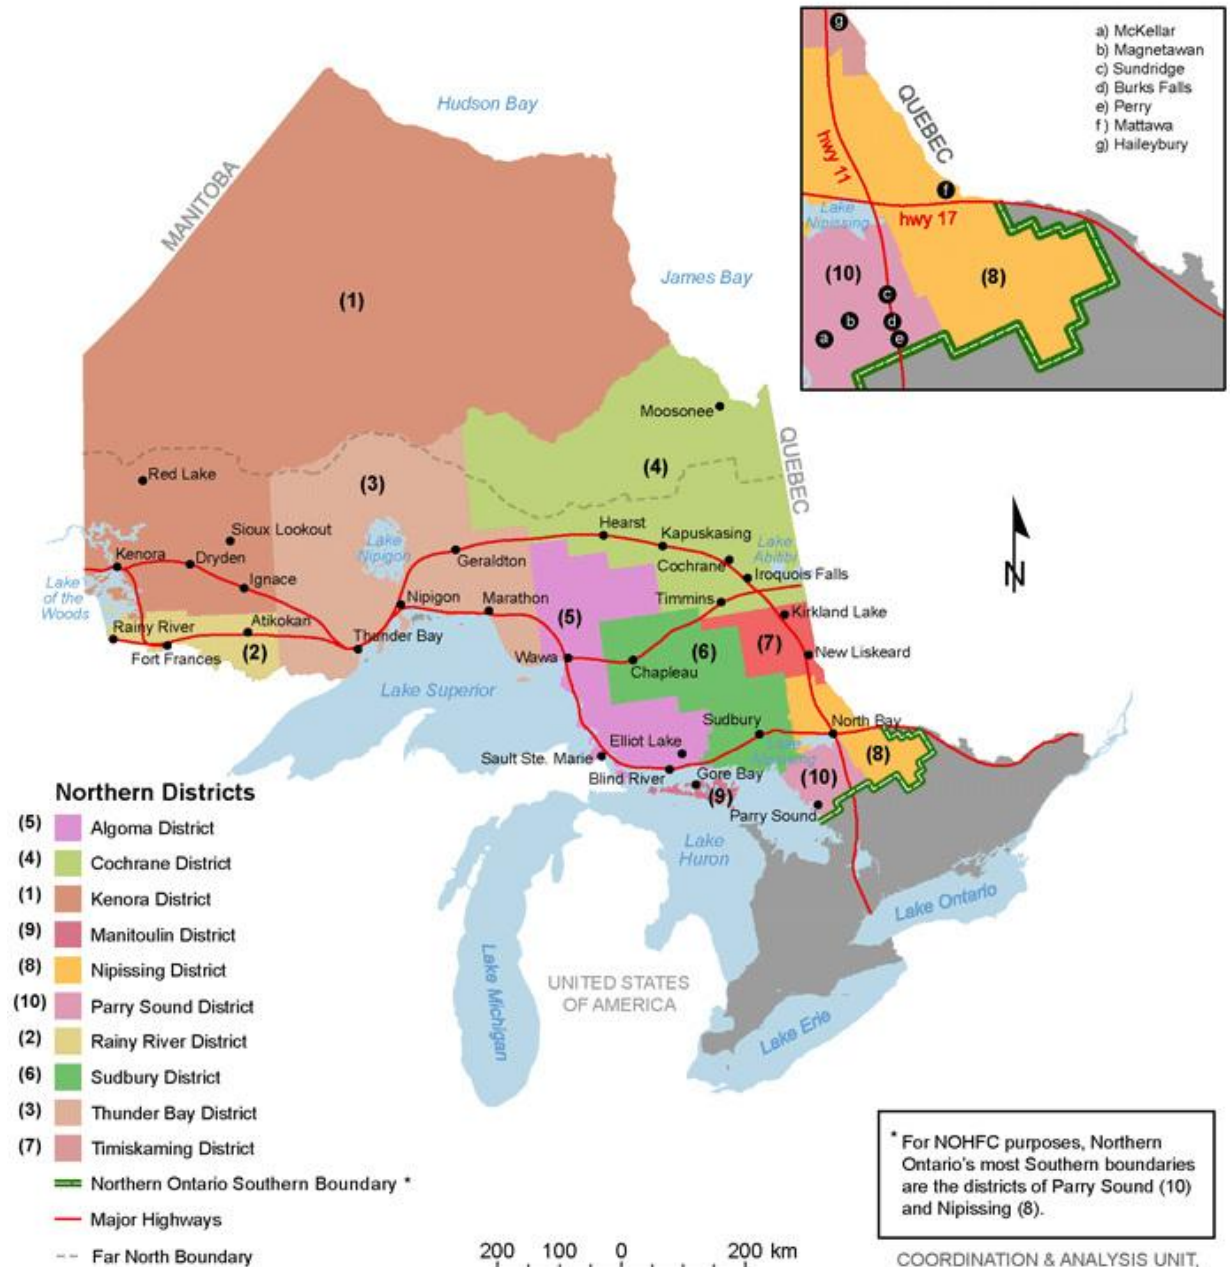 Hudson Bay
MANITOBA
James Bay
(1)
QUEBEC
Moosonee
(4)
Red Lake
(3)
Sioux Lookout
Hearst
Kapuskasing
Lake
Nipigon
Lake
Abitibi
Kenora
Dryden
Geraldton
Cochrane
Iroquois Falls
Lake
of the
Woods
Ignace
Nipigon
Marathon
Timmins
Kirkland Lake
Rainy River
Atikokan
(5)
Thunder Bay
(7)
Fort Frances
(2)
(6)
New Liskeard
Wawa
Chapleau
Lake Superior
Sudbury
North Bay
Elliot Lake
Lake
(8)
Sault Ste. Marie
Blind River
Gore Bay
(10)
(9)
Parry Sound
Lake
Huron
Lake Ontario
Lake Michigan
UNITED STATES
OF AMERICA
Lake Erie
g
QUEBEC
hwy 11
f
Lake
Nipissing
hwy 17
(10)
(8)
c
b
d
a
e
a) McKellar
b) Magnetawan
c) Sundridge
d) Burks Falls
e) Perry
f) Mattawa
g) Haileybury
N
Northern Districts
(5) Algoma District
(4) Cochrane District
(1) Kenora District
(9) Manitoulin District
(8) Nipissing District
(10) Parry Sound District
(2) Rainy River District
(6) Sudbury District
(3) Thunder Bay District
(7) Timiskaming District
Northern Ontario Southern Boundary *
Major Highways
Far North Boundary
200 100 0 200 km
* For NOHFC purposes, Northern
Ontario's most Southern boundaries
are the districts of Parry Sound (10)
and Nipissing (8).
COORDINATION & ANALYSIS UNIT,